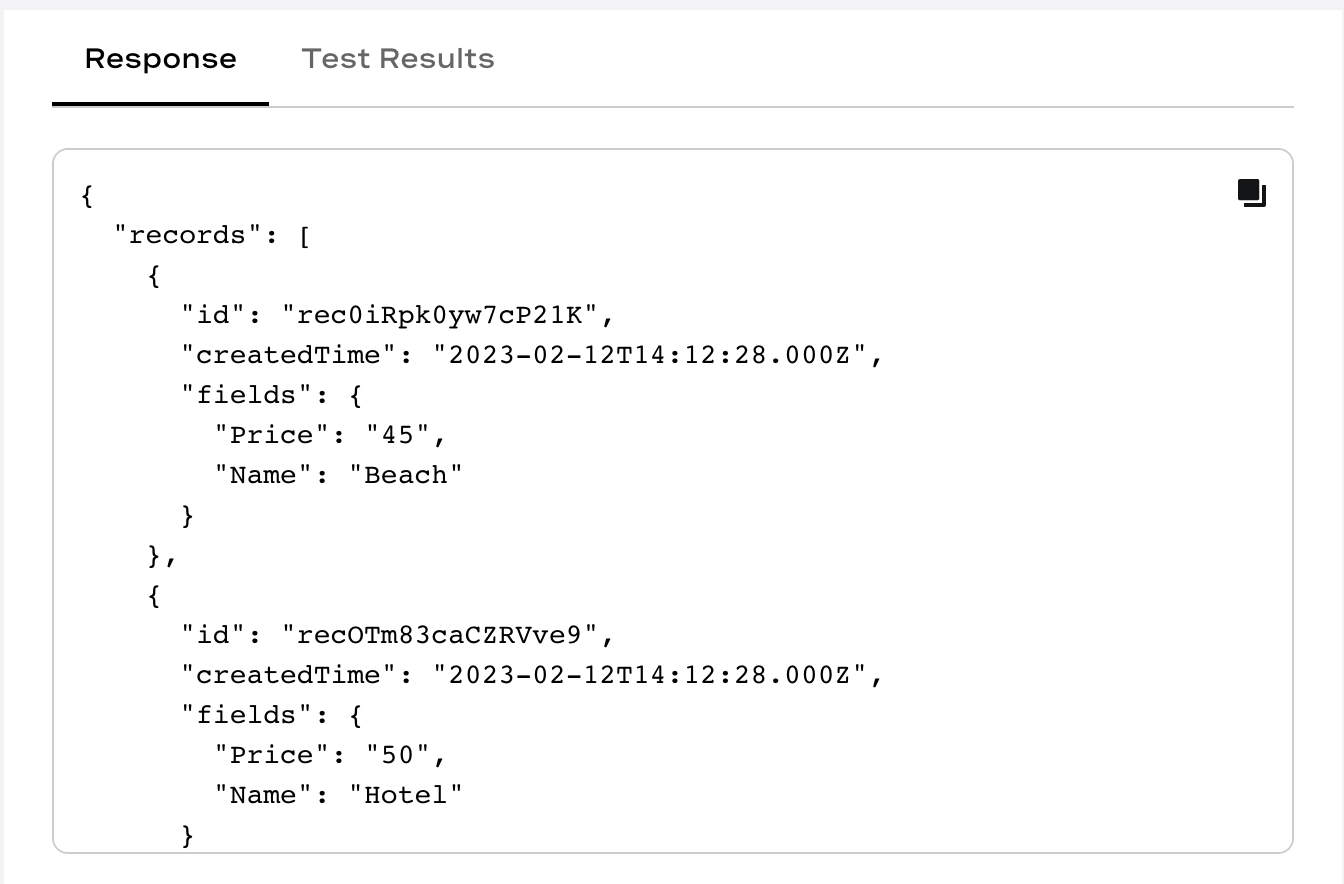 Response Test Results
{
  "records": [
    {
      "id": "rec0iRpk0yw7cP21K",
      "createdTime": "2023-02-12T14:12:28.000Z",
      "fields": {
        "Price": "45",
        "Name": "Beach"
      }
    },
    {
      "id": "recOTm83caCZRVve9",
      "createdTime": "2023-02-12T14:12:28.000Z",
      "fields": {
        "Price": "50",
        "Name": "Hotel"
      }